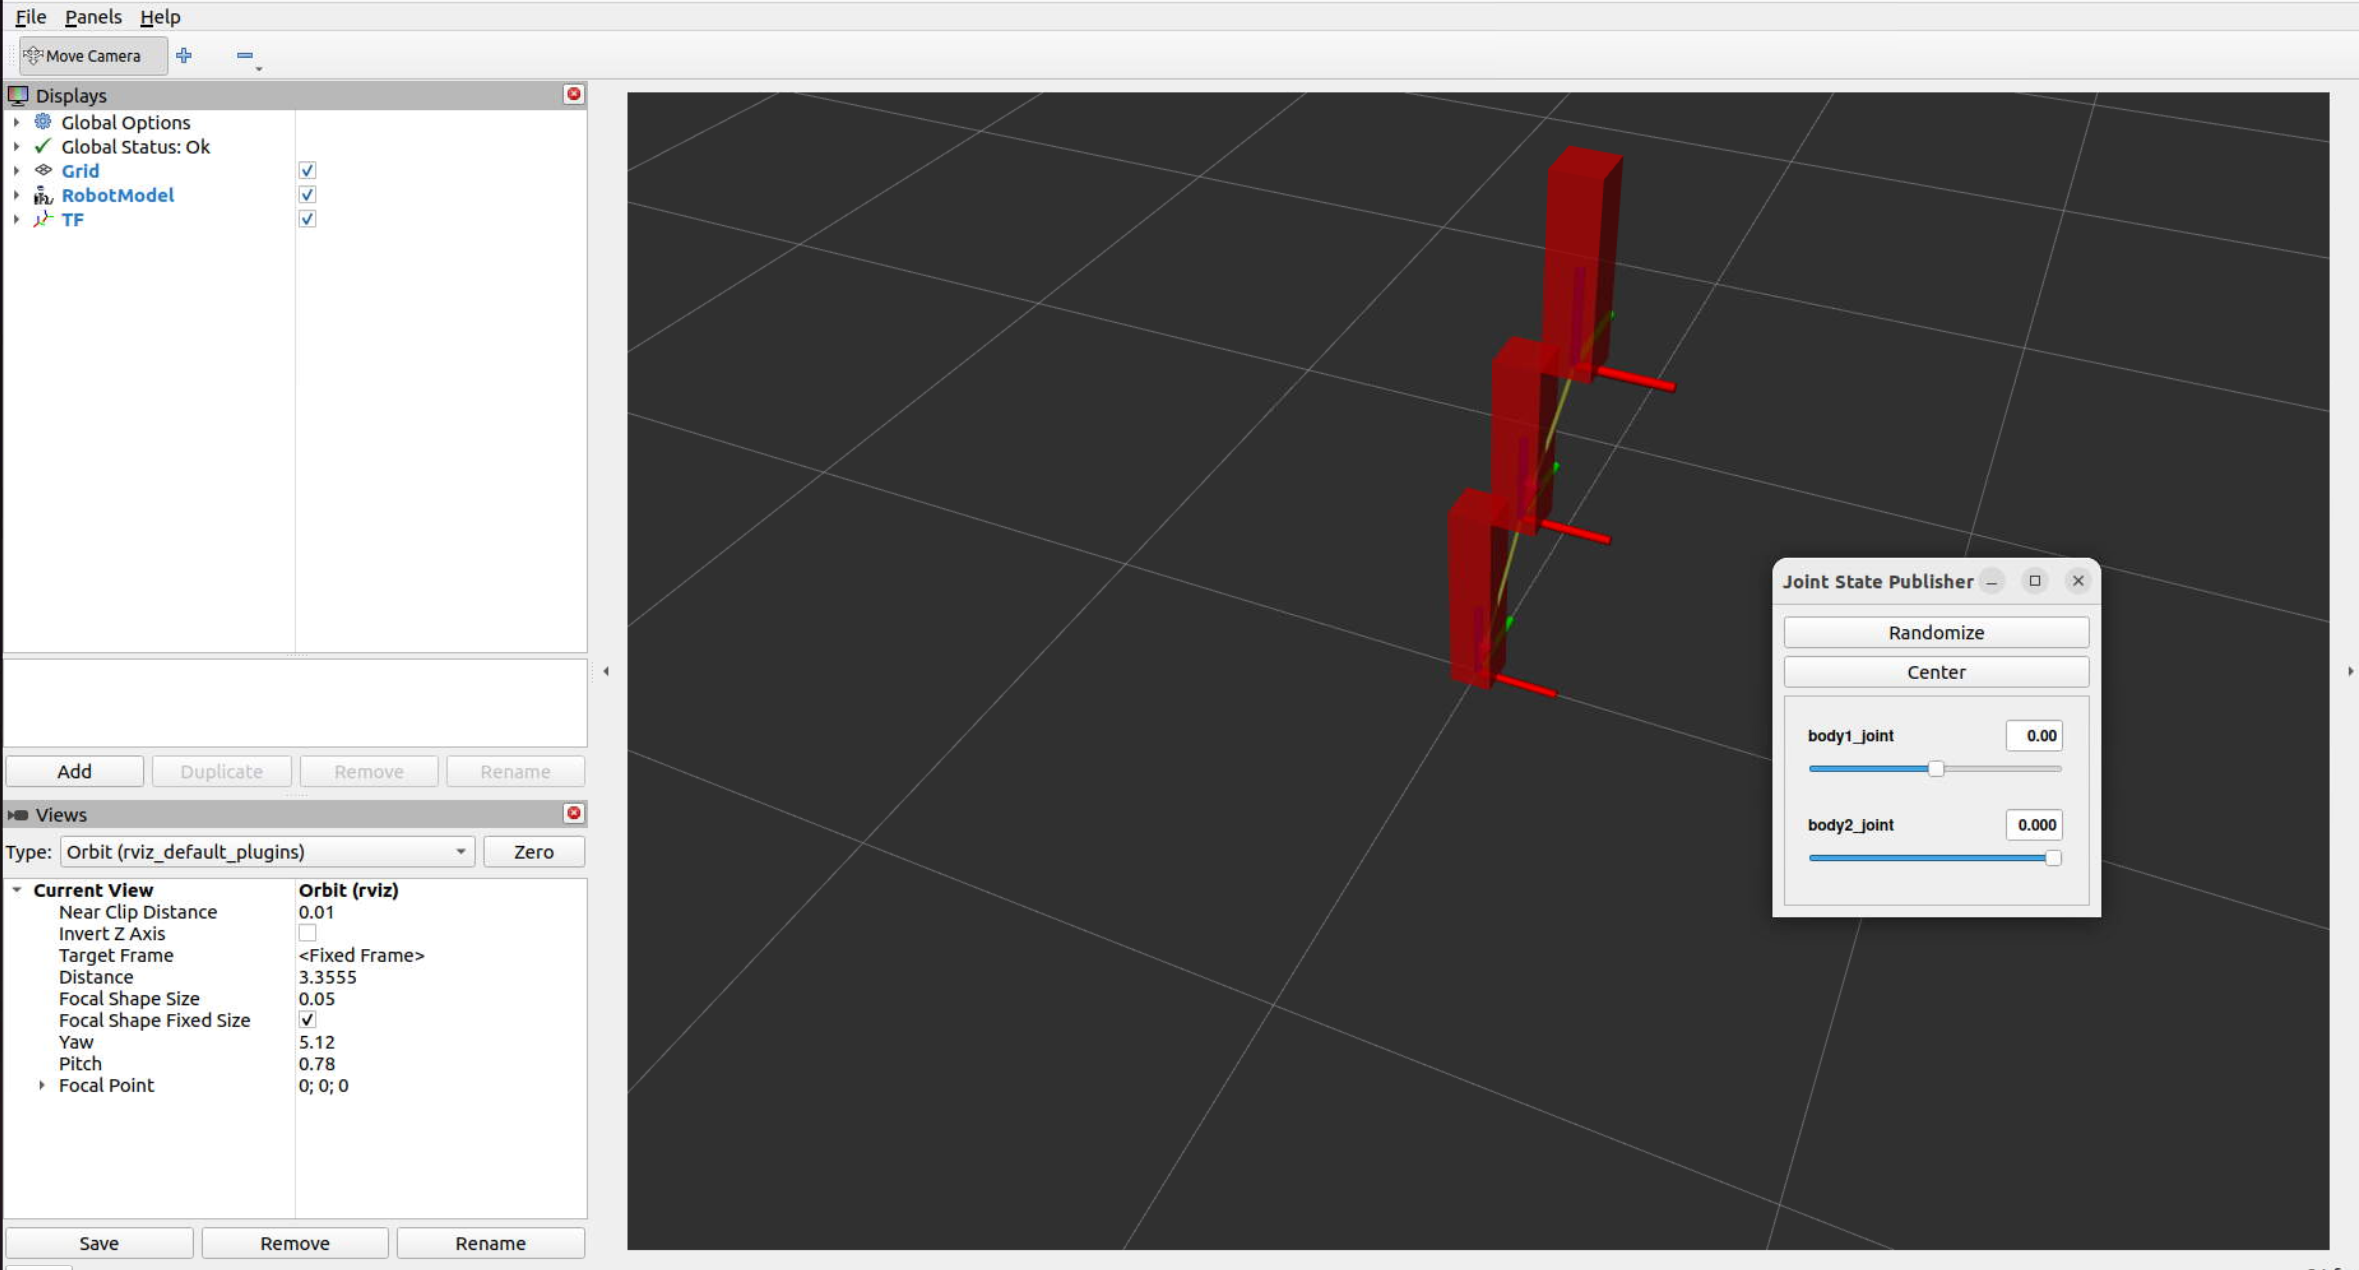 File Panels Help
Move Camera
Displays
Global Options
Global Status: Ok
Grid
RobotModel
TF
Add Duplicate Remove Rename
Views
Type: Orbit (rviz_default_plugins) Zero
Current View Orbit (rviz)
Near Clip Distance 0.01
Invert Z Axis
Target Frame <Fixed Frame>
Distance 3.3555
Focal Shape Size 0.05
Focal Shape Fixed Size
Yaw 5.12
Pitch 0.78
Focal Point 0; 0; 0
Save Remove Rename
Joint State Publisher
Randomize
Center
body1_joint 0.00
body2_joint 0.000